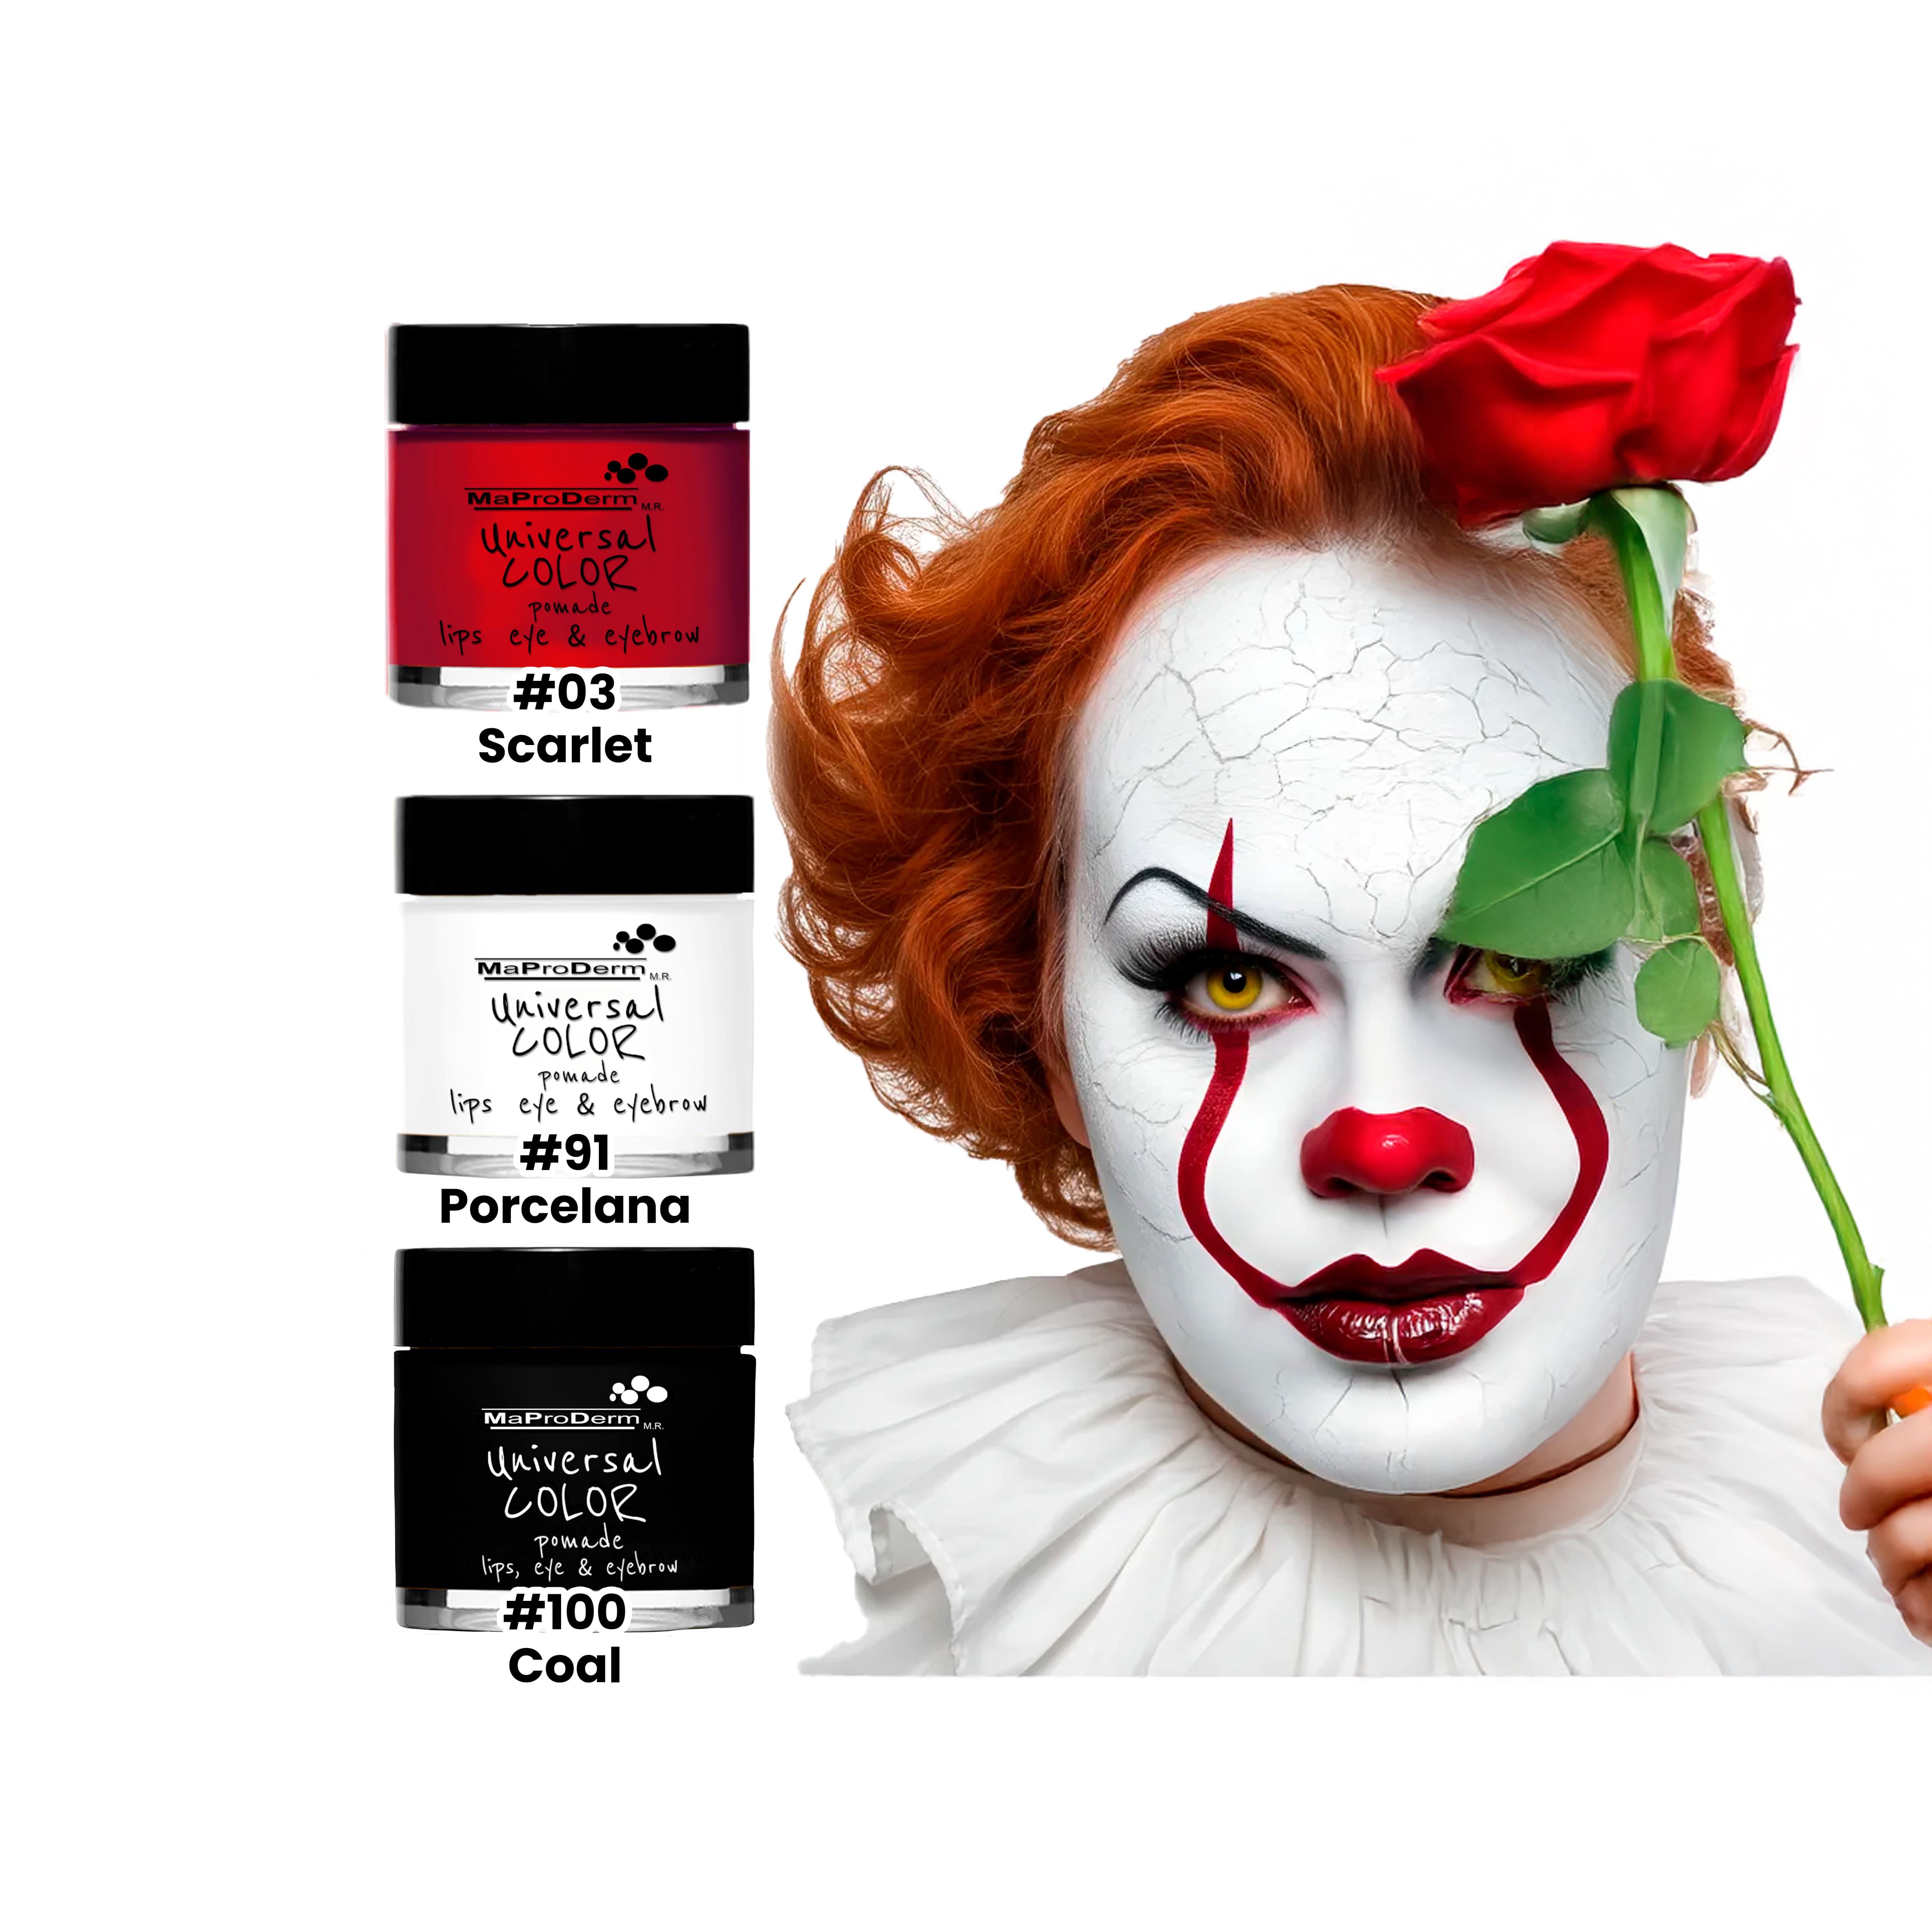 MaProDerm M.R.
Universal
COLOR
pomade
lips eye & eyebrow
#03
Scarlet
MaProDerm M.R.
Universal
COLOR
pomade
lips eye & eyebrow
#91
Porcelana
MaProDerm M.R.
Universal
COLOR
pomade
lips, eye & eyebrow
#100
Coal